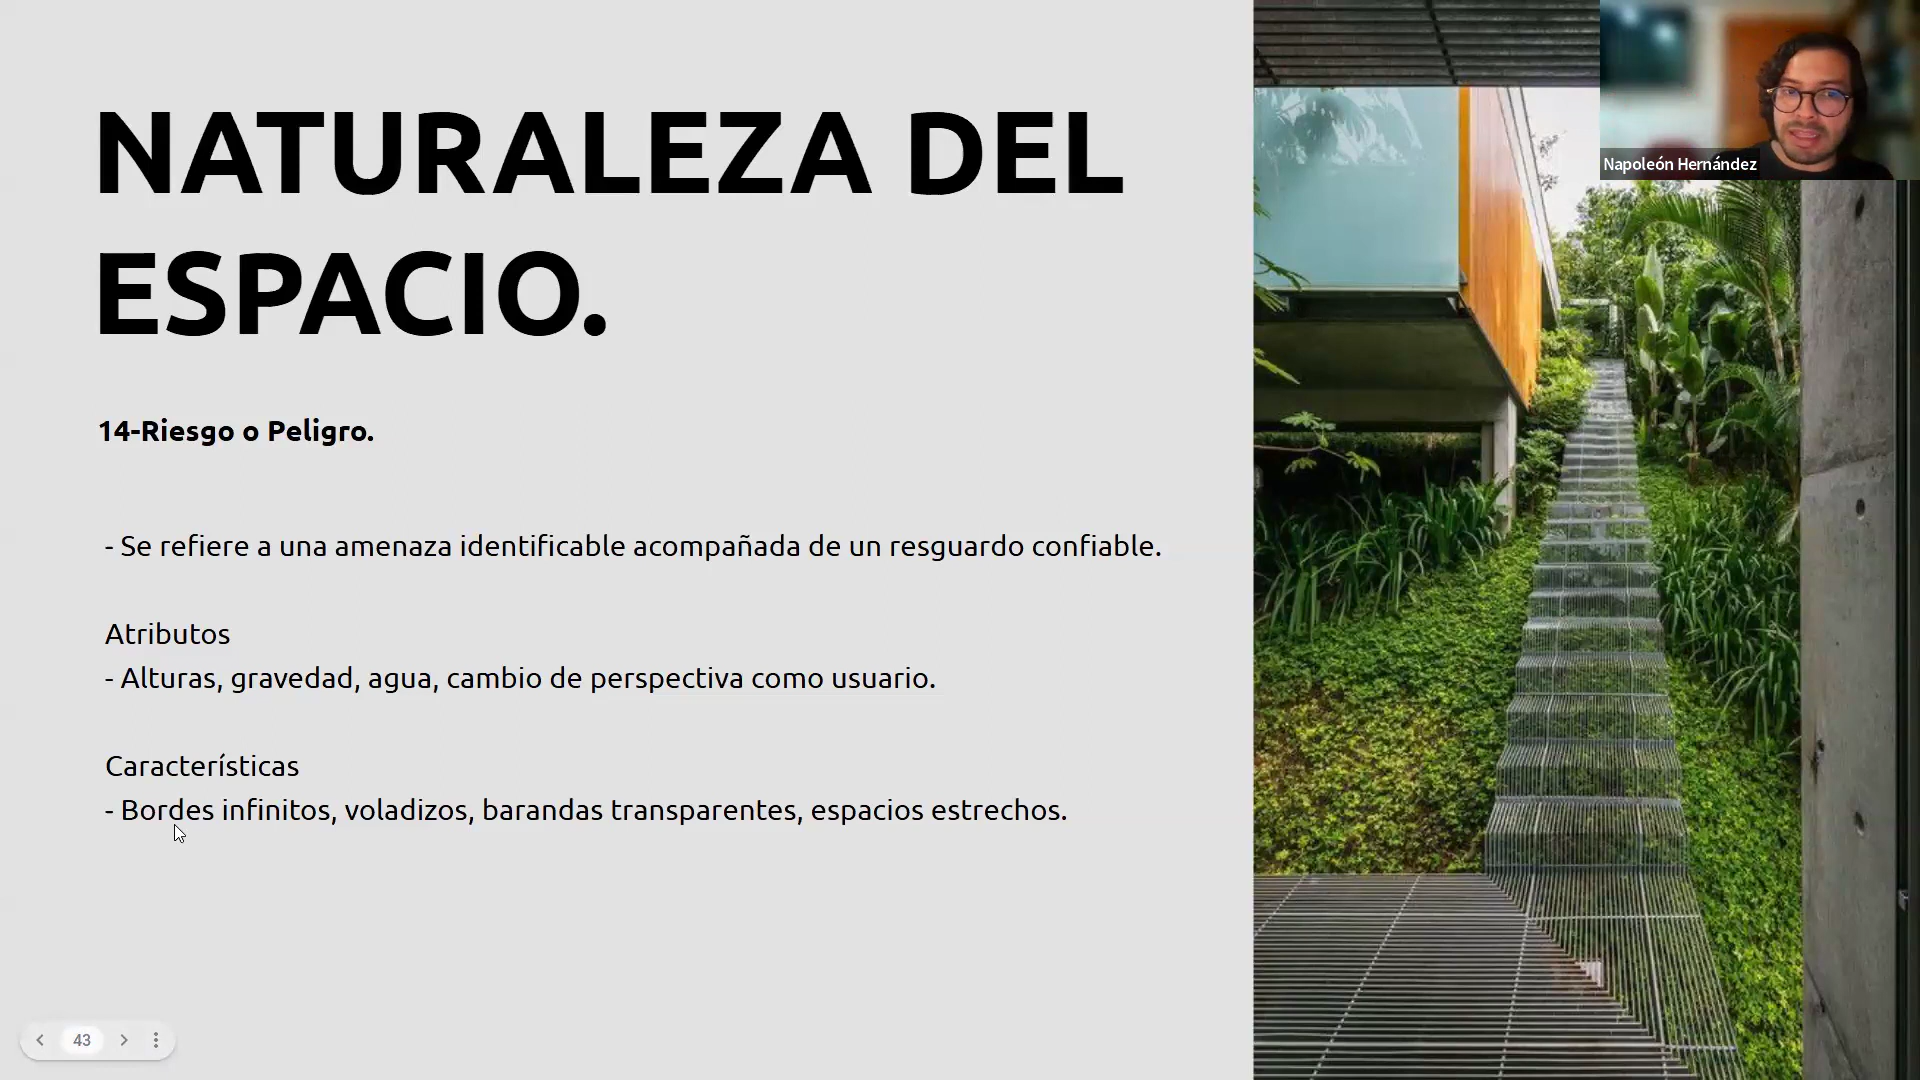 NATURALEZA DEL
ESPACIO.
14-Riesgo o Peligro.
- Se refiere a una amenaza identificable acompañada de un resguardo confiable.
Atributos
- Alturas, gravedad, agua, cambio de perspectiva como usuario.
Características
- Bordes infinitos, voladizos, barandas transparentes, espacios estrechos.
Napoleón Hernández
43